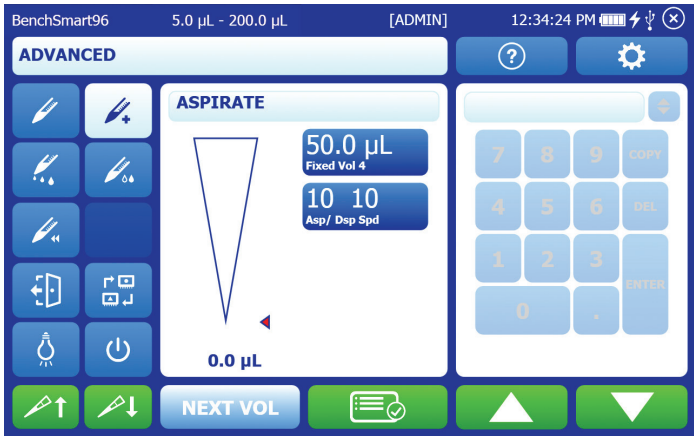 BenchSmart96 5.0 µL - 200.0 µL [ADMIN] 12:34:24 PM
ADVANCED
?
ASPIRATE
50.0 µL
Fixed Vol 4
10 10
Asp/ Dsp Spd
0.0 µL
7 8 9 COPY
4 5 6 DEL
1 2 3 ENTER
0 .
NEXT VOL